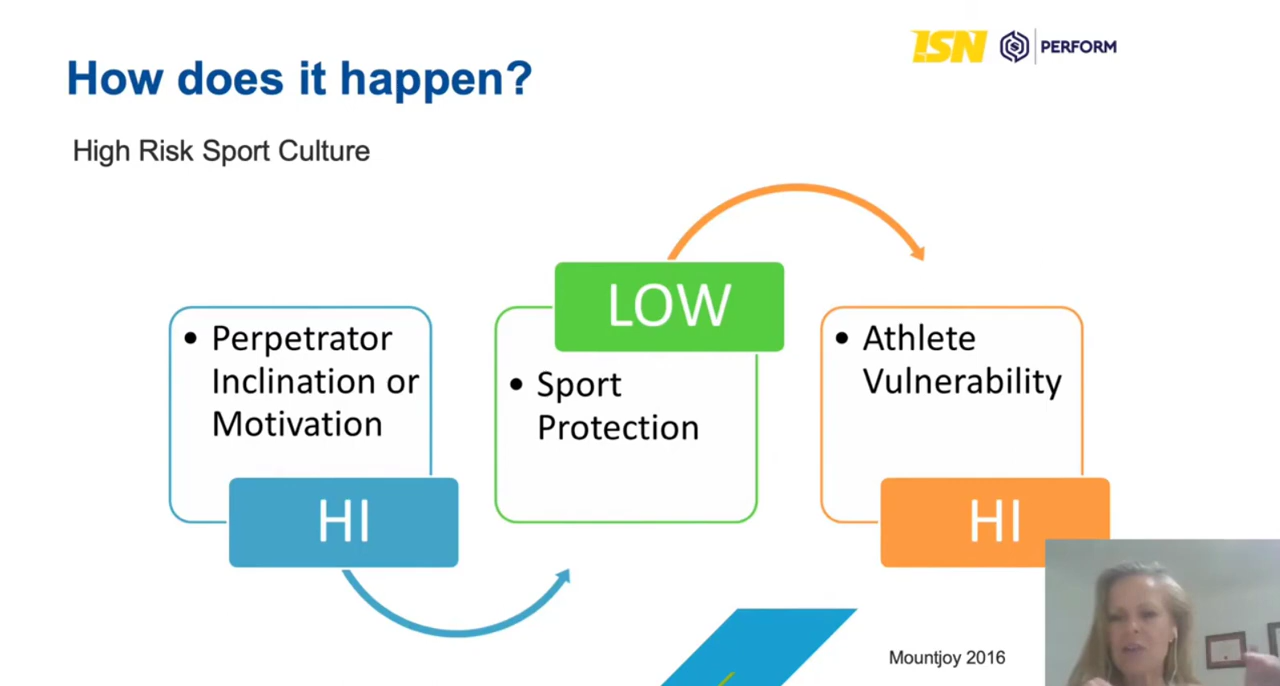 ISN PERFORM
How does it happen?
High Risk Sport Culture
• Perpetrator
Inclination or
Motivation
HI
LOW
• Sport
Protection
• Athlete
Vulnerability
HI
Mountjoy 2016